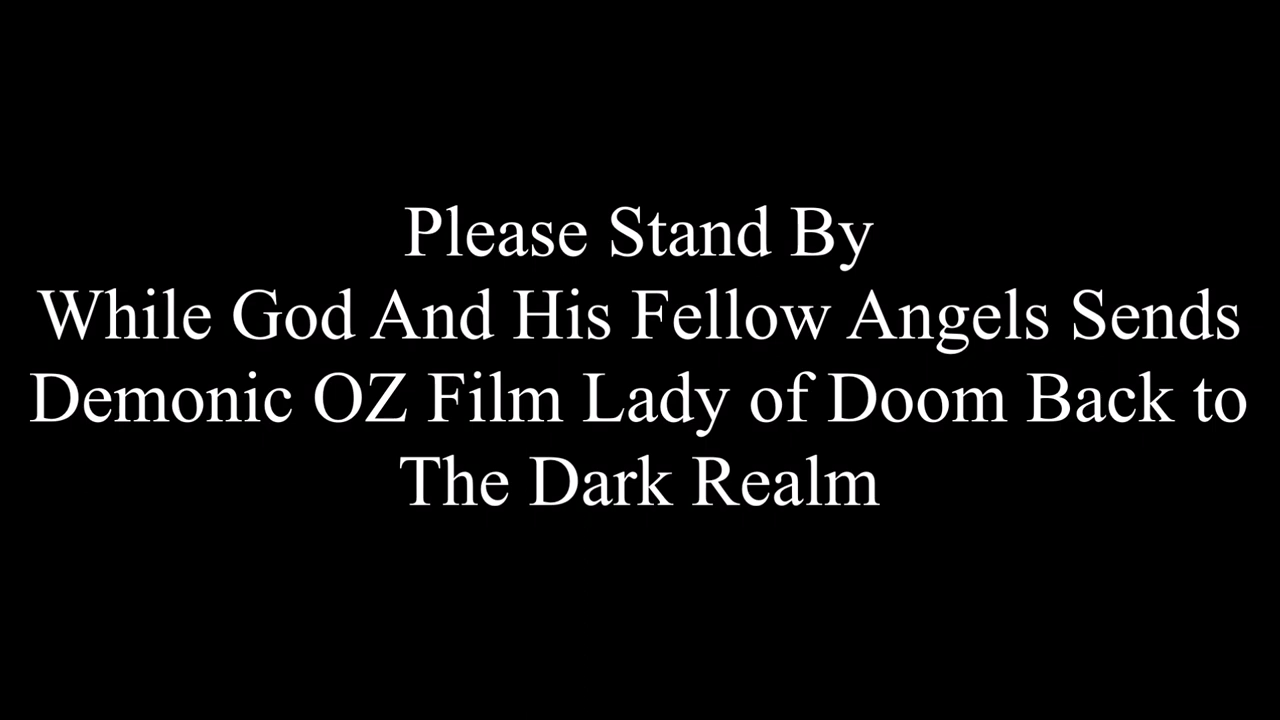 Please Stand By
While God And His Fellow Angels Sends
Demonic OZ Film Lady of Doom Back to
The Dark Realm